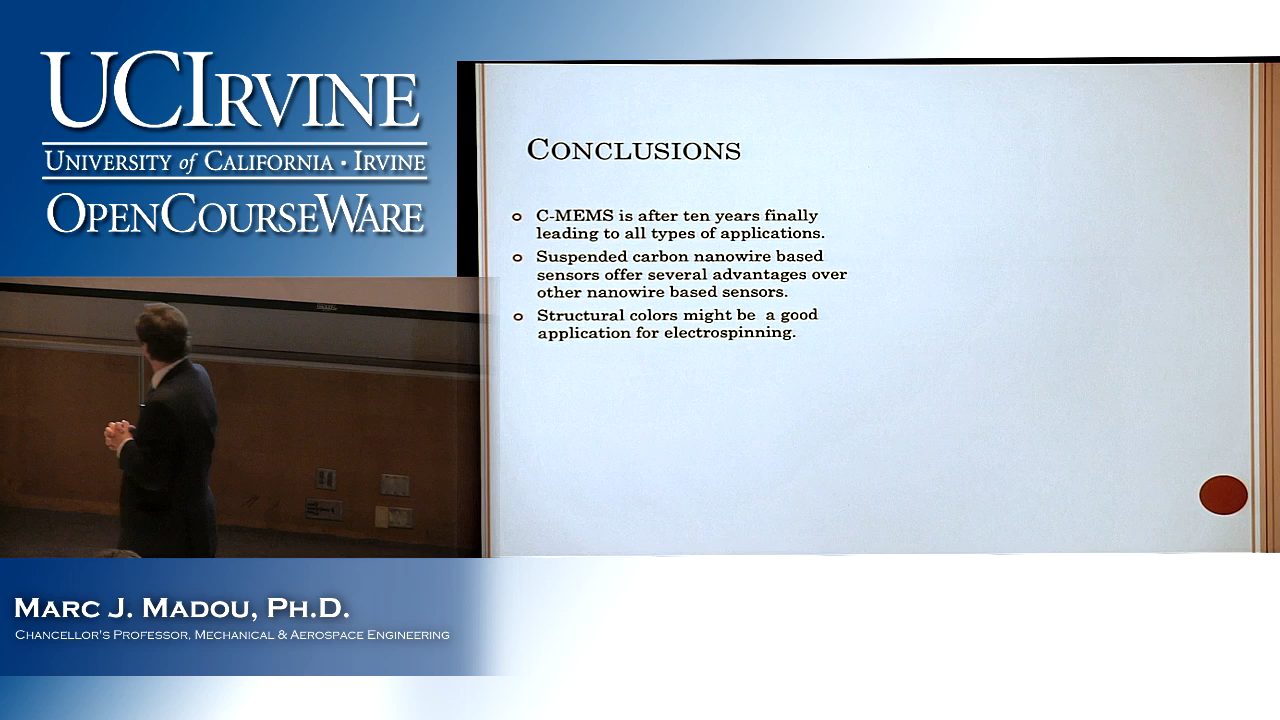 UCIRVINE
UNIVERSITY of CALIFORNIA · IRVINE
OPENCOURSEWARE
CONCLUSIONS
C-MEMS is after ten years finally
leading to all types of applications.
Suspended carbon nanowire based
sensors offer several advantages over
other nanowire based sensors.
Structural colors might be a good
application for electrospinning.
MARC J. MADOU, PH.D.
CHANCELLOR'S PROFESSOR, MECHANICAL & AEROSPACE ENGINEERING